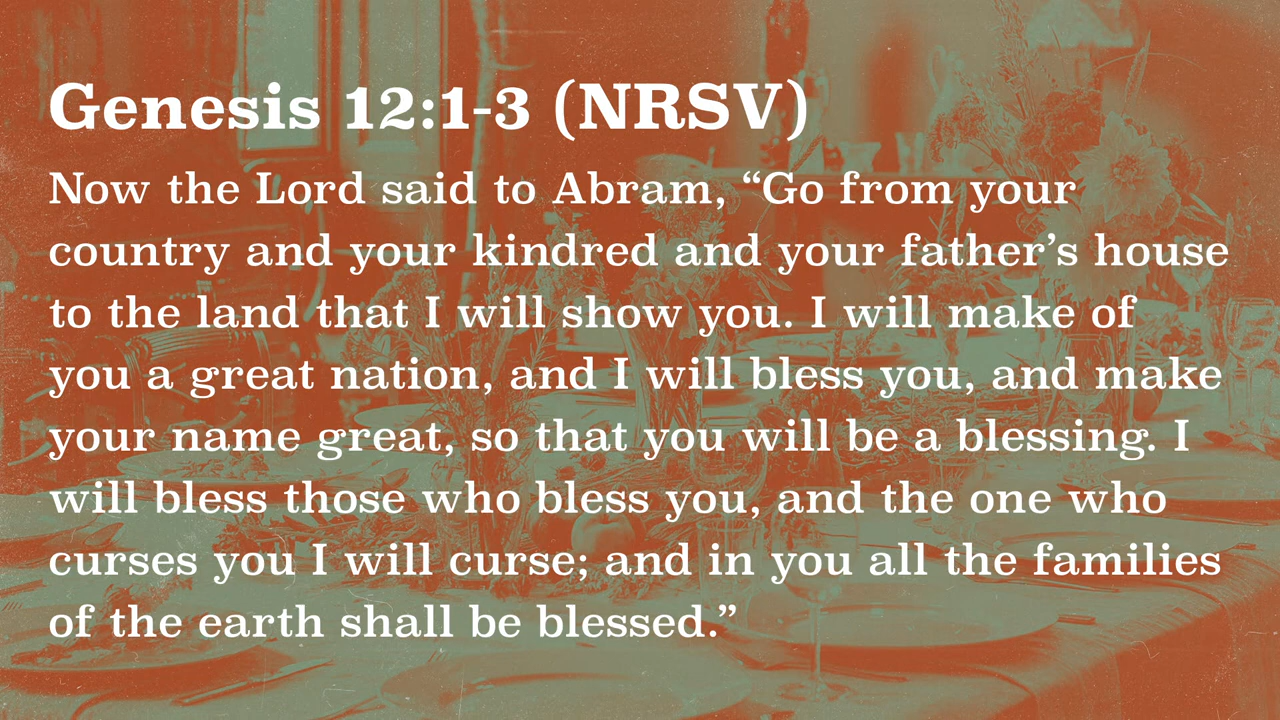 Genesis 12:1-3 (NRSV)
Now the Lord said to Abram, “Go from your
country and your kindred and your father’s house
to the land that I will show you. I will make of
you a great nation, and I will bless you, and make
your name great, so that you will be a blessing. I
will bless those who bless you, and the one who
curses you I will curse; and in you all the families
of the earth shall be blessed.”